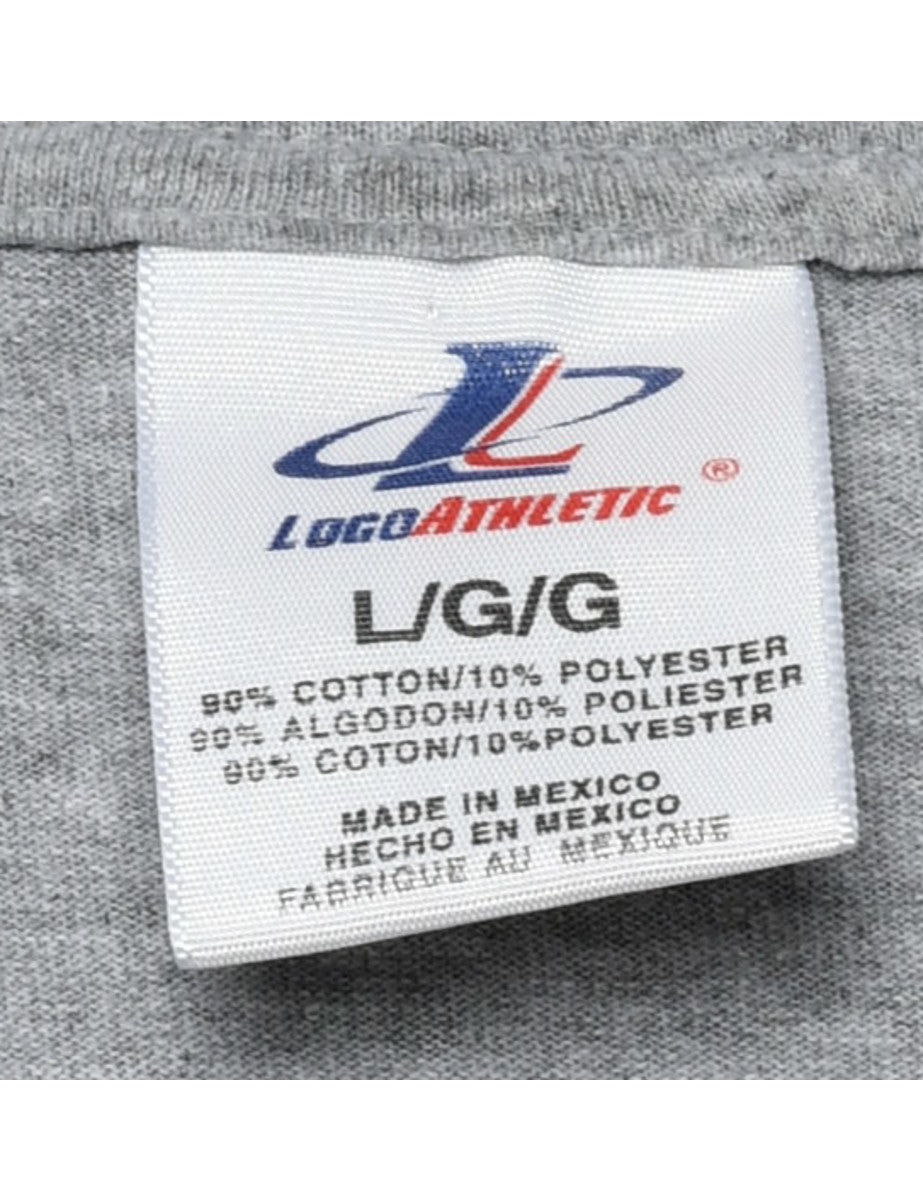 LOGOATHLETIC ®
L/G/G
90% COTTON/10% POLYESTER
90% ALGODON/10% POLIESTER
90% COTON/10%POLYESTER
MADE IN MEXICO
HECHO EN MEXICO
FABRIQUE AU MEXIQUE